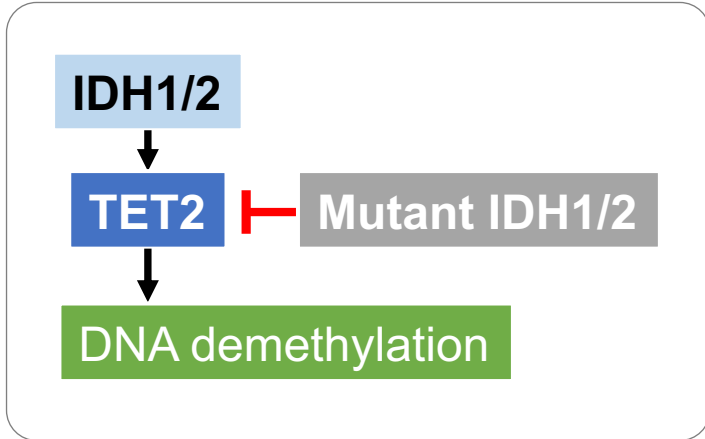 IDH1/2
TET2
Mutant IDH1/2
DNA demethylation